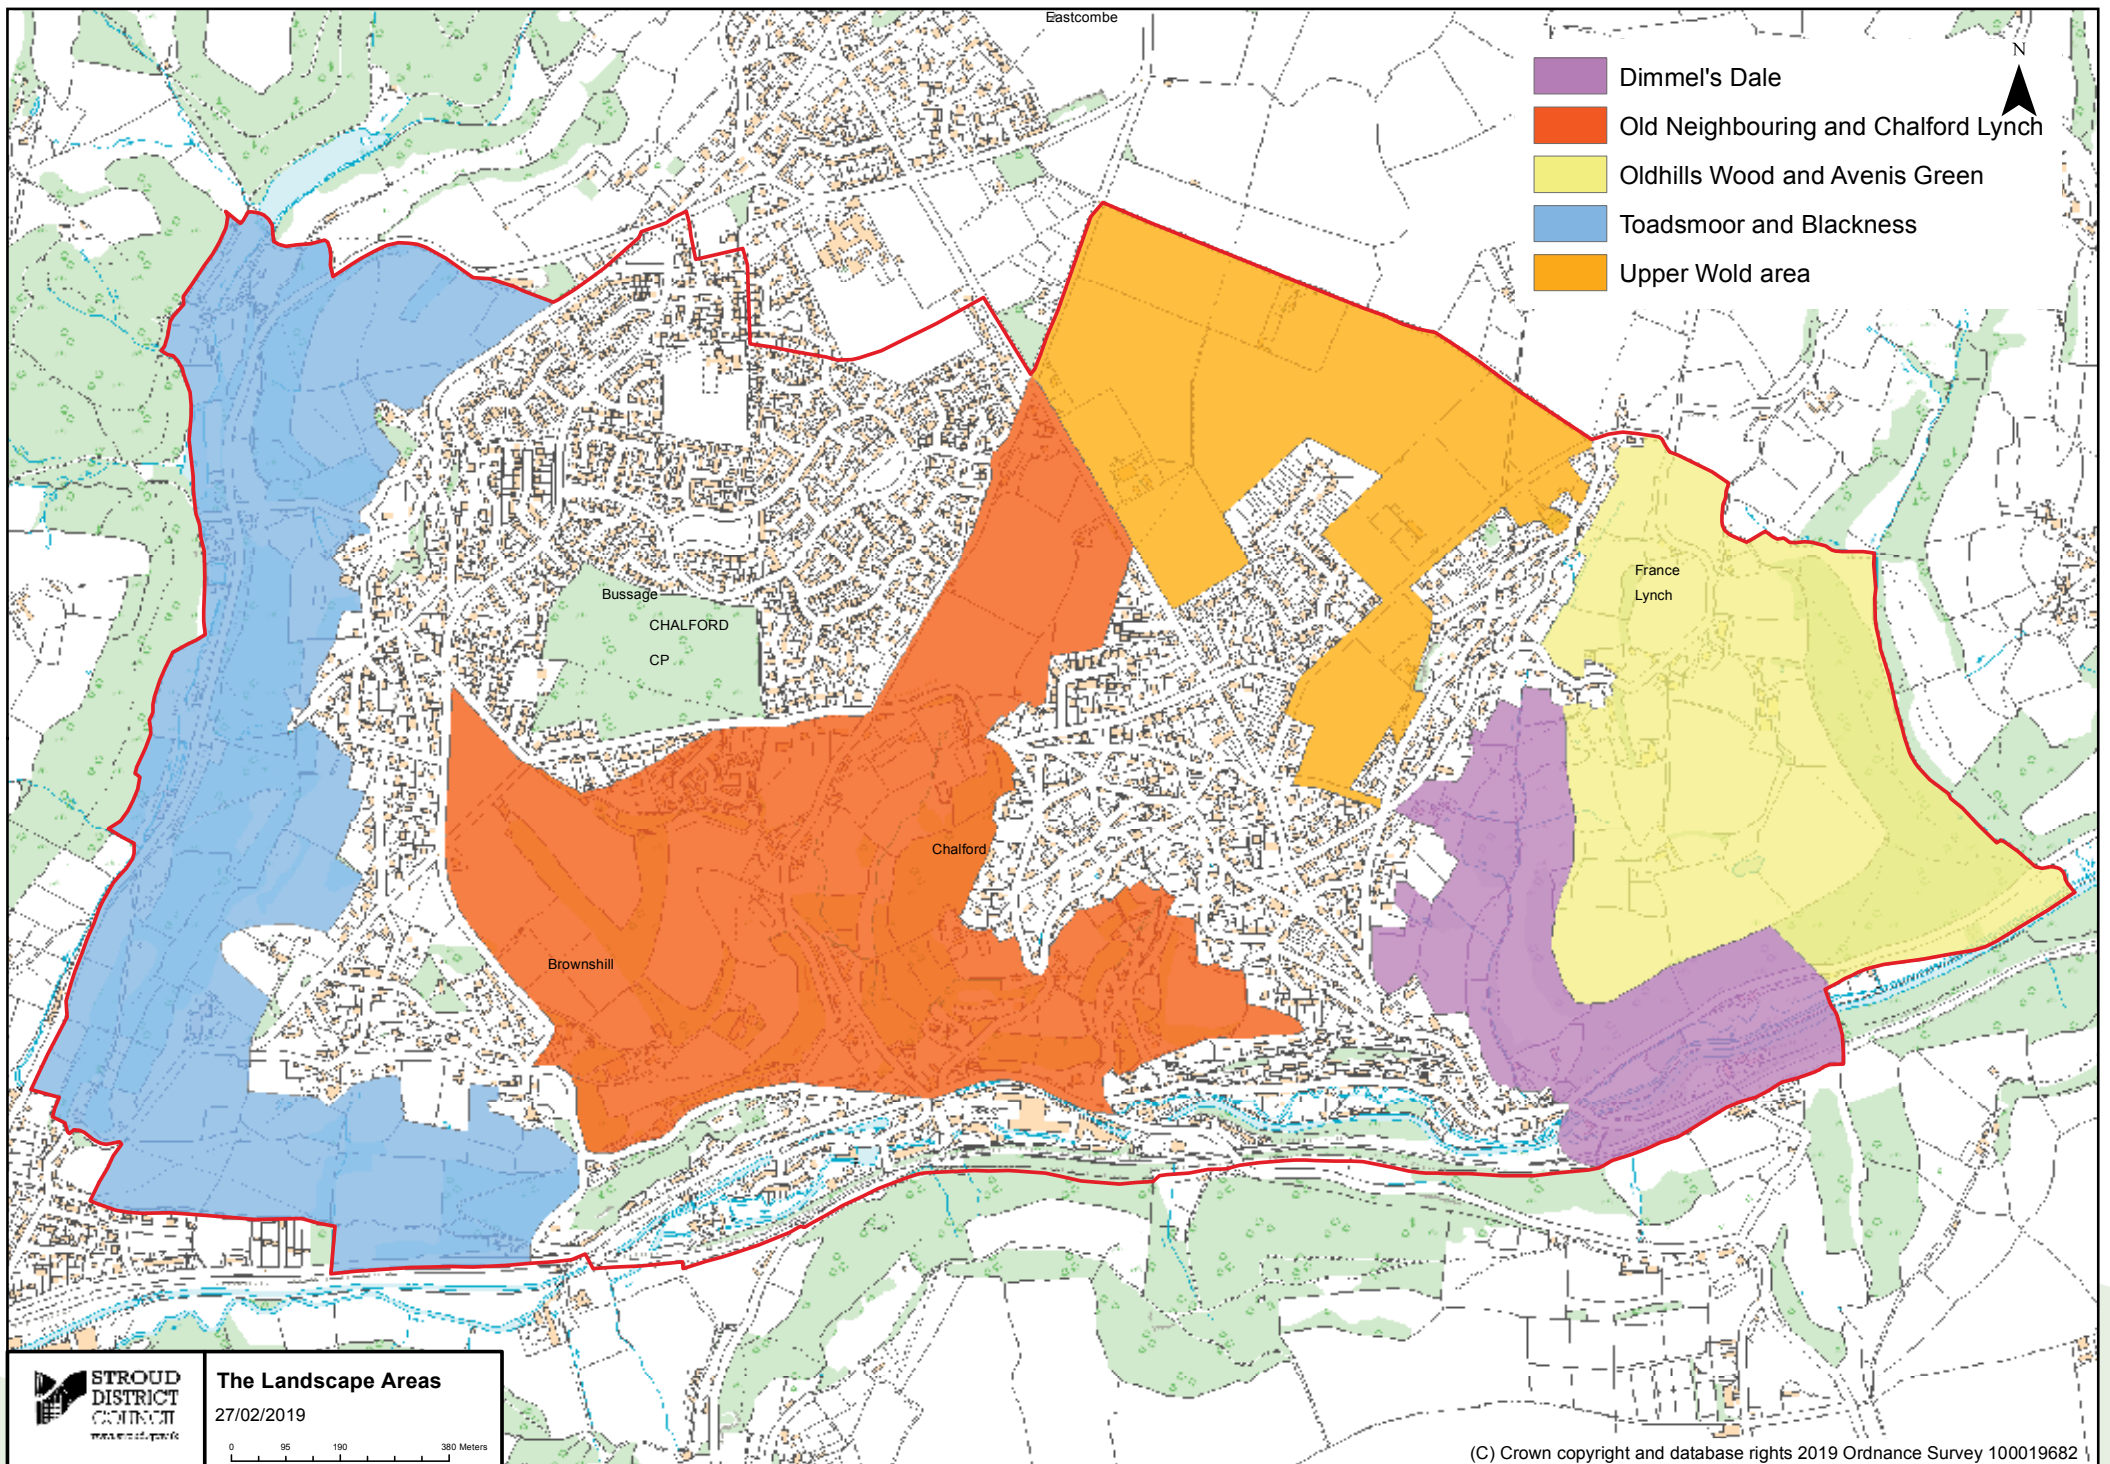 Eastcombe
N
Dimmel's Dale
Old Neighbouring and Chalford Lynch
Oldhills Wood and Avenis Green
Toadsmoor and Blackness
Upper Wold area
France
Lynch
Bussage
CHALFORD
CP
Chalford
Brownshill
STROUD
DISTRICT
COUNCIL
The Landscape Areas
27/02/2019
0 95 190 380 Meters
(C) Crown copyright and database rights 2019 Ordnance Survey 100019682